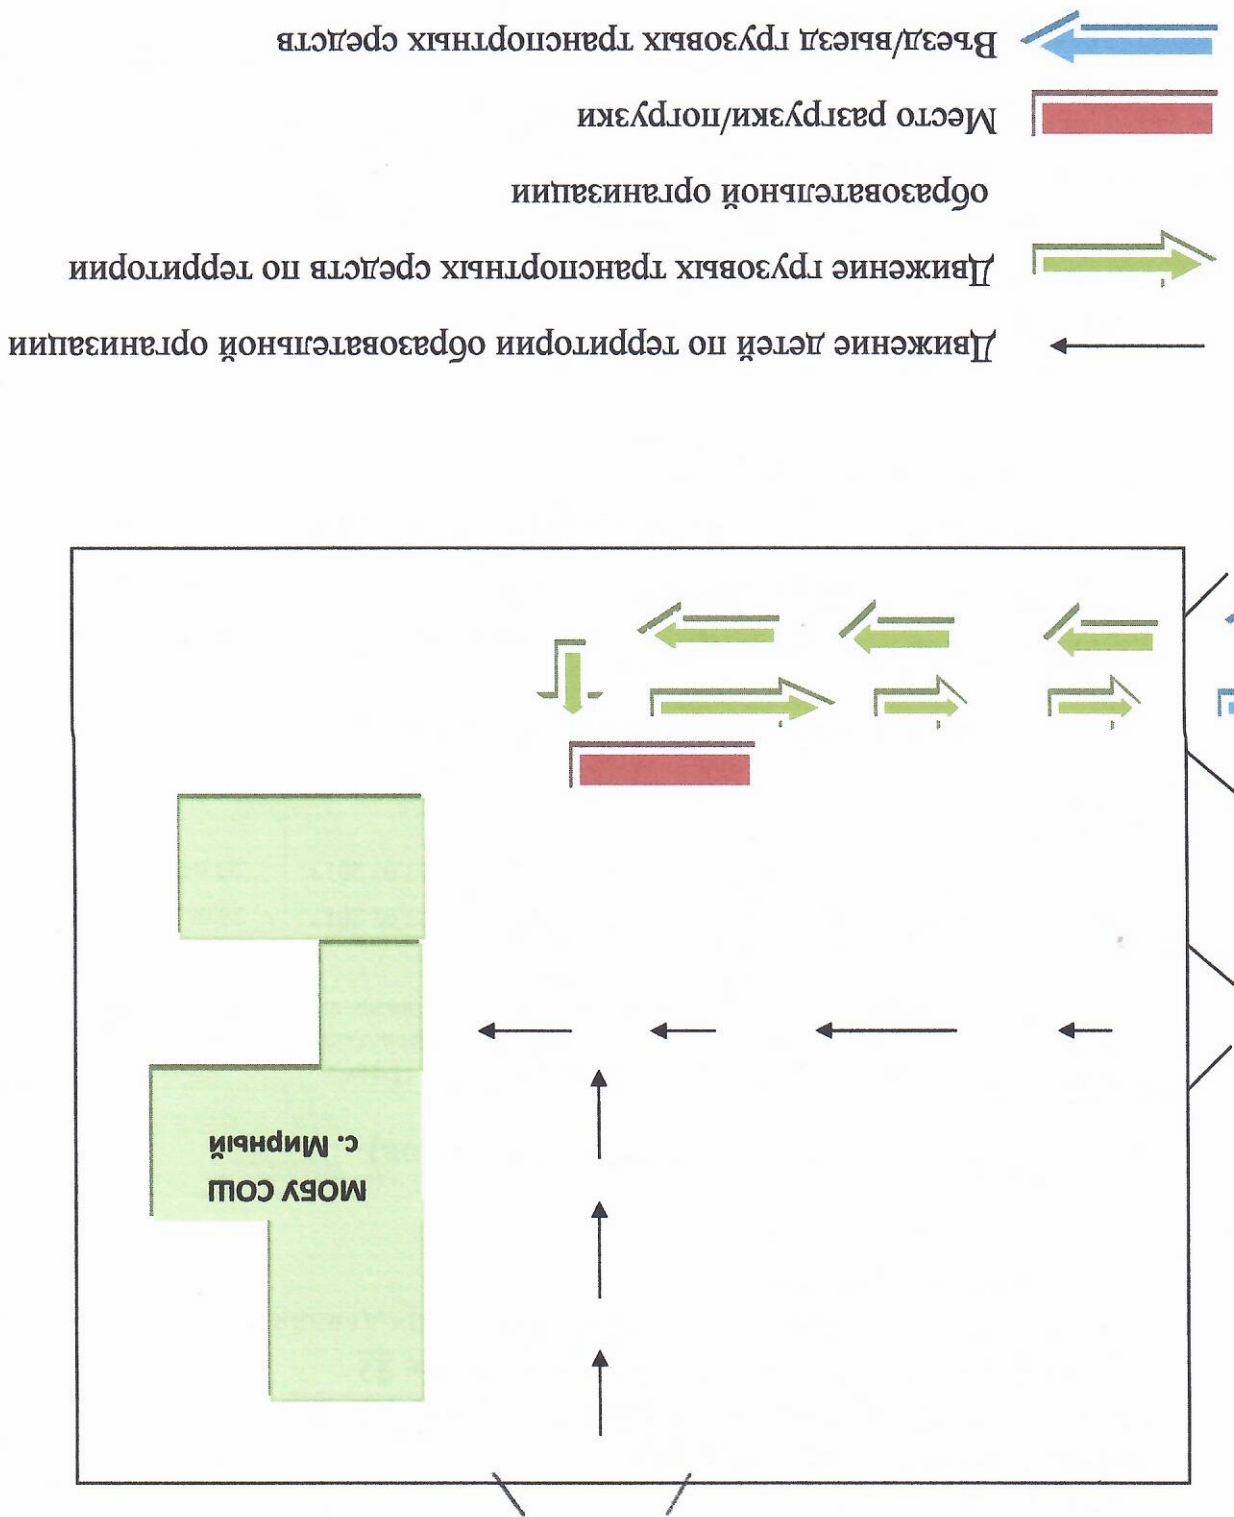 МОБУ СОШ
с. Мирный
Движение детей по территории образовательной организации
Движение грузовых транспортных средств по территории
образовательной организации
Место разгрузки/погрузки
Въезд/выезд грузовых транспортных средств